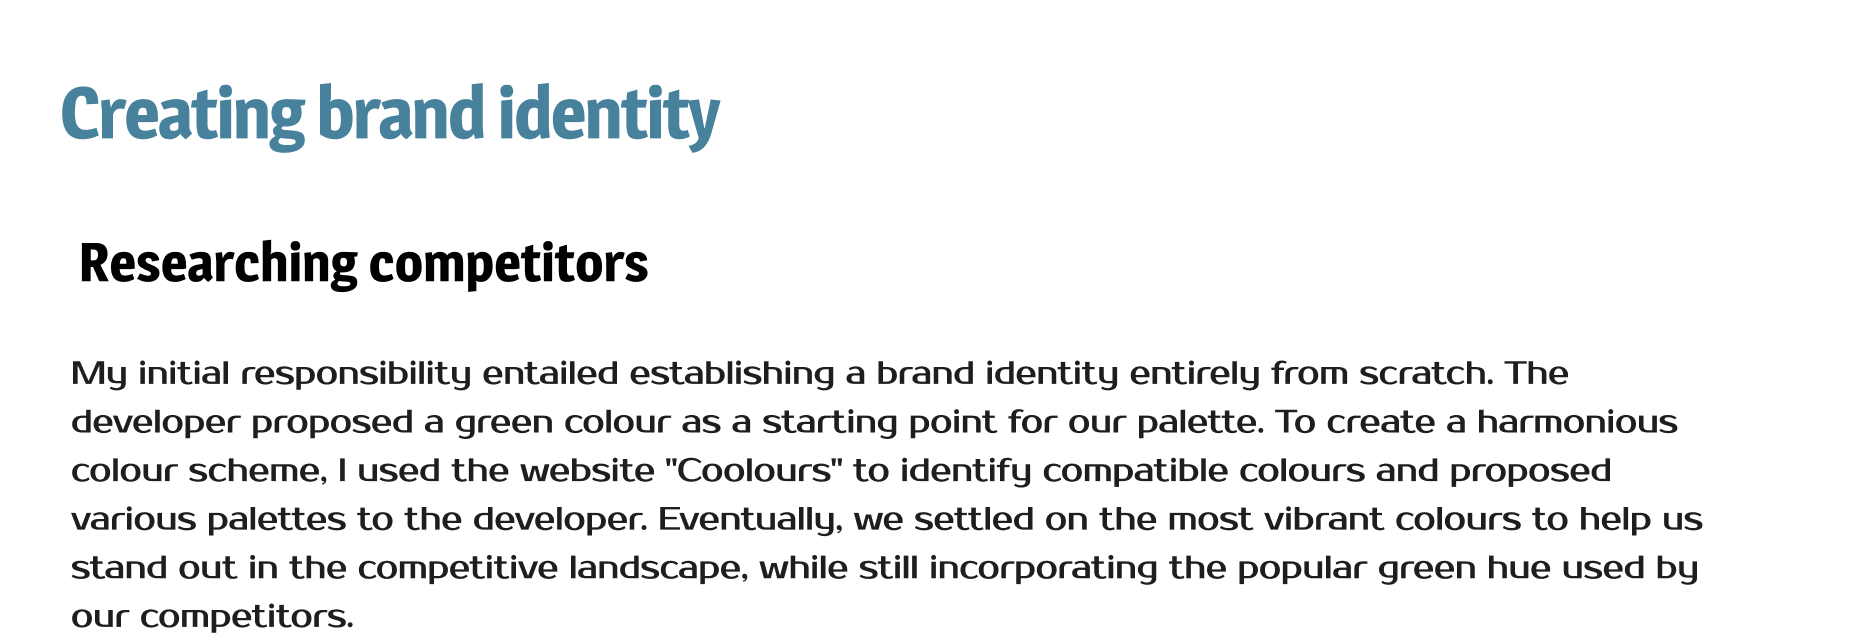 Creating brand identity
Researching competitors
My initial responsibility entailed establishing a brand identity entirely from scratch. The
developer proposed a green colour as a starting point for our palette. To create a harmonious
colour scheme, I used the website "Coolours" to identify compatible colours and proposed
various palettes to the developer. Eventually, we settled on the most vibrant colours to help us
stand out in the competitive landscape, while still incorporating the popular green hue used by
our competitors.